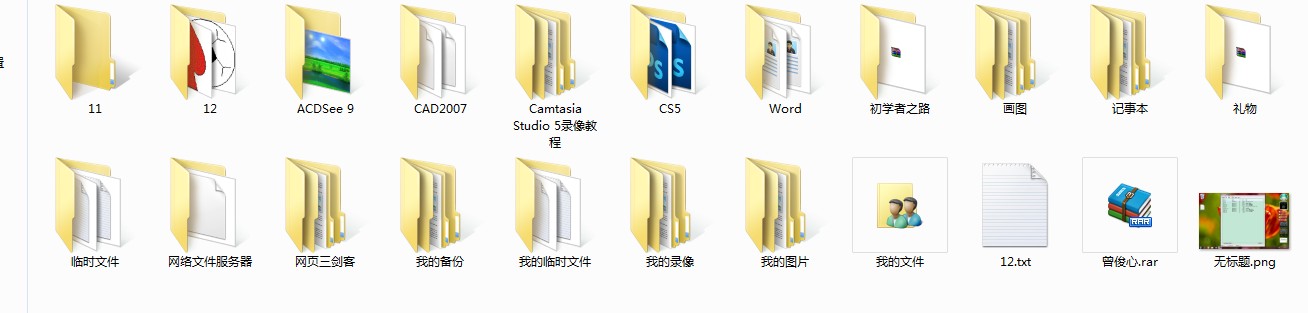 11
12
ACDSee 9
CAD2007
Camtasia
Studio 5录像教
程
CS5
Word
初学者之路
画图
记事本
礼物
临时文件
网络文件服务器
网页三剑客
我的备份
我的临时文件
我的录像
我的图片
我的文件
12.txt
曾俊心.rar
无标题.png